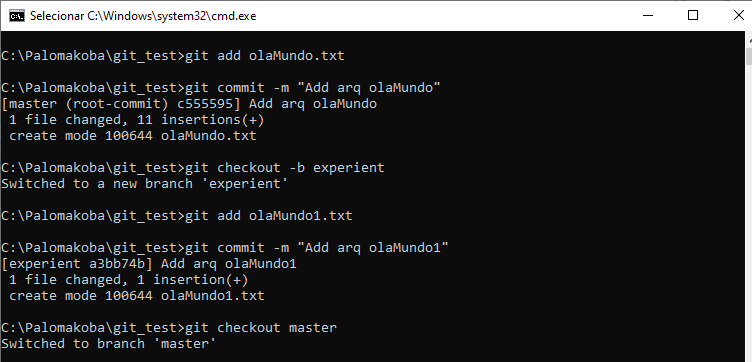 Selecionar C:\Windows\system32\cmd.exe
C:\Palomakoba\git_test>git add olaMundo.txt
C:\Palomakoba\git_test>git commit -m "Add arq olaMundo"
[master (root-commit) c555595] Add arq olaMundo
 1 file changed, 11 insertions(+)
 create mode 100644 olaMundo.txt
C:\Palomakoba\git_test>git checkout -b experient
Switched to a new branch 'experient'
C:\Palomakoba\git_test>git add olaMundo1.txt
C:\Palomakoba\git_test>git commit -m "Add arq olaMundo1"
[experient a3bb74b] Add arq olaMundo1
 1 file changed, 1 insertion(+)
 create mode 100644 olaMundo1.txt
C:\Palomakoba\git_test>git checkout master
Switched to branch 'master'